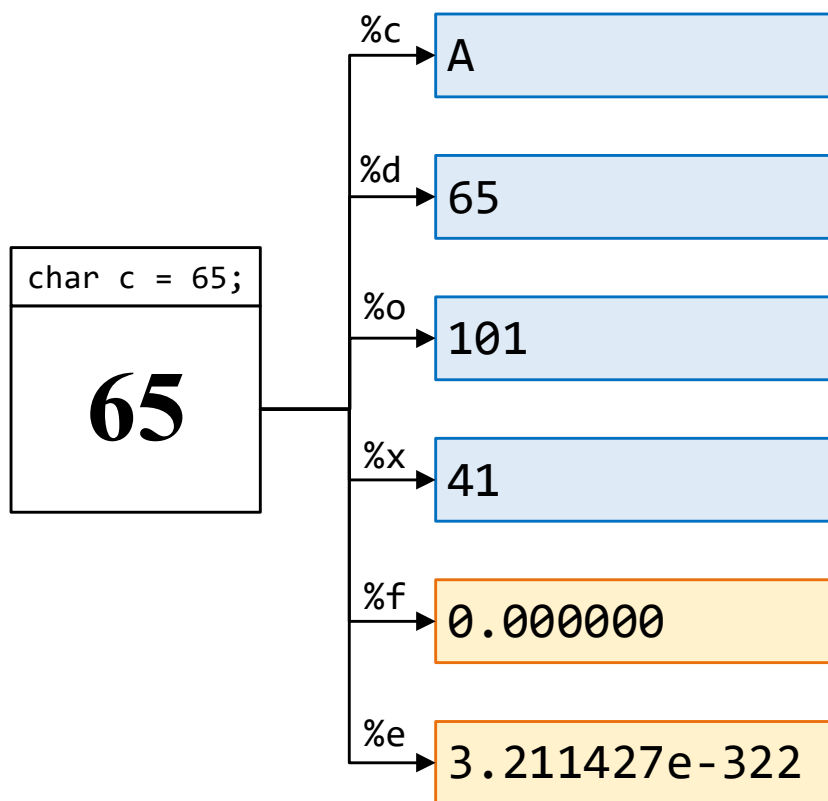 %c
A
%d
65
char c = 65;
65
%o
101
%x
41
%f
0.000000
%e
3.211427e-322